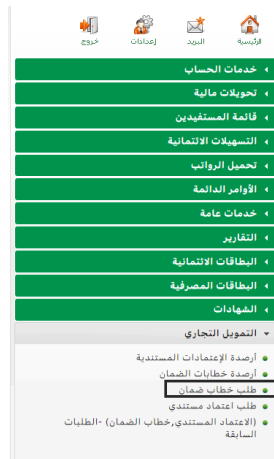 الرئيسية
البريد
إعدادات
خروج
خدمات الحساب
تحويلات مالية
قائمة المستفيدين
التسهيلات الائتمانية
تحميل الرواتب
الأوامر الدائمة
خدمات عامة
التقارير
البطاقات الائتمانية
البطاقات المصرفية
الشهادات
التمويل التجاري
أرصدة الإعتمادات المستندية
أرصدة خطابات الضمان
طلب خطاب ضمان
طلب اعتماد مستندي
(الاعتماد المستندي,خطاب الضمان) -الطلبات
السابقة